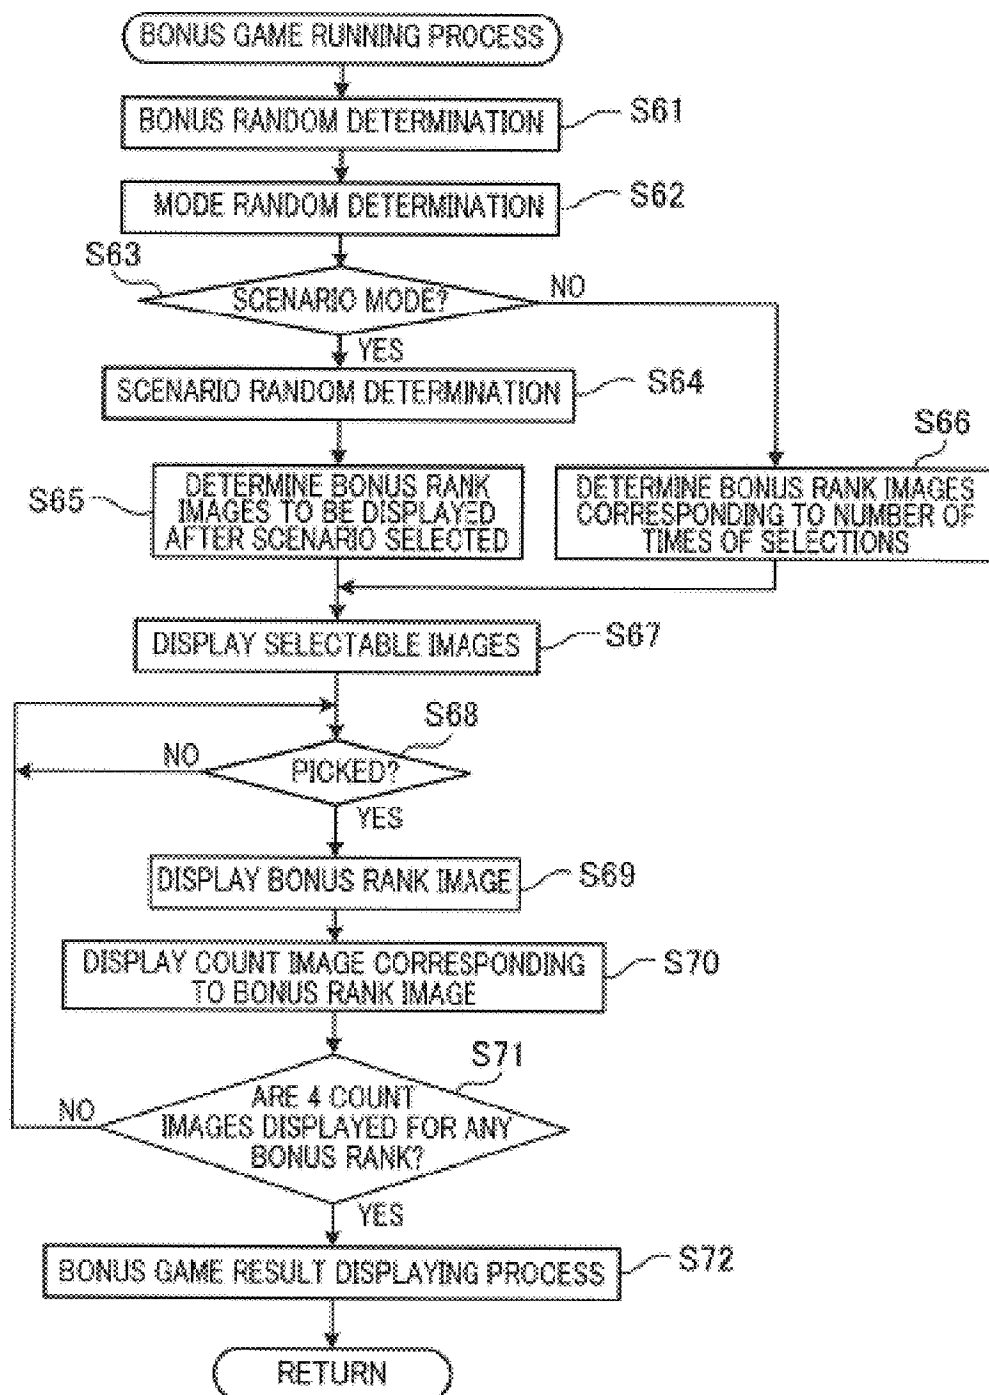 BONUS GAME RUNNING PROCESS
BONUS RANDOM DETERMINATION
S61
MODE RANDOM DETERMINATION
S62
S63
SCENARIO MODE?
NO
YES
SCENARIO RANDOM DETERMINATION
S64
S66
S65
DETERMINE BONUS RANK
IMAGES TO BE DISPLAYED
AFTER SCENARIO SELECTED
DETERMINE BONUS RANK IMAGES
CORRESPONDING TO NUMBER OF
TIMES OF SELECTIONS
DISPLAY SELECTABLE IMAGES
S67
S68
NO
PICKED?
YES
DISPLAY BONUS RANK IMAGE
S69
DISPLAY COUNT IMAGE CORRESPONDING
TO BONUS RANK IMAGE
S70
S71
NO
ARE 4 COUNT
IMAGES DISPLAYED FOR ANY
BONUS RANK?
YES
BONUS GAME RESULT DISPLAYING PROCESS
S72
RETURN